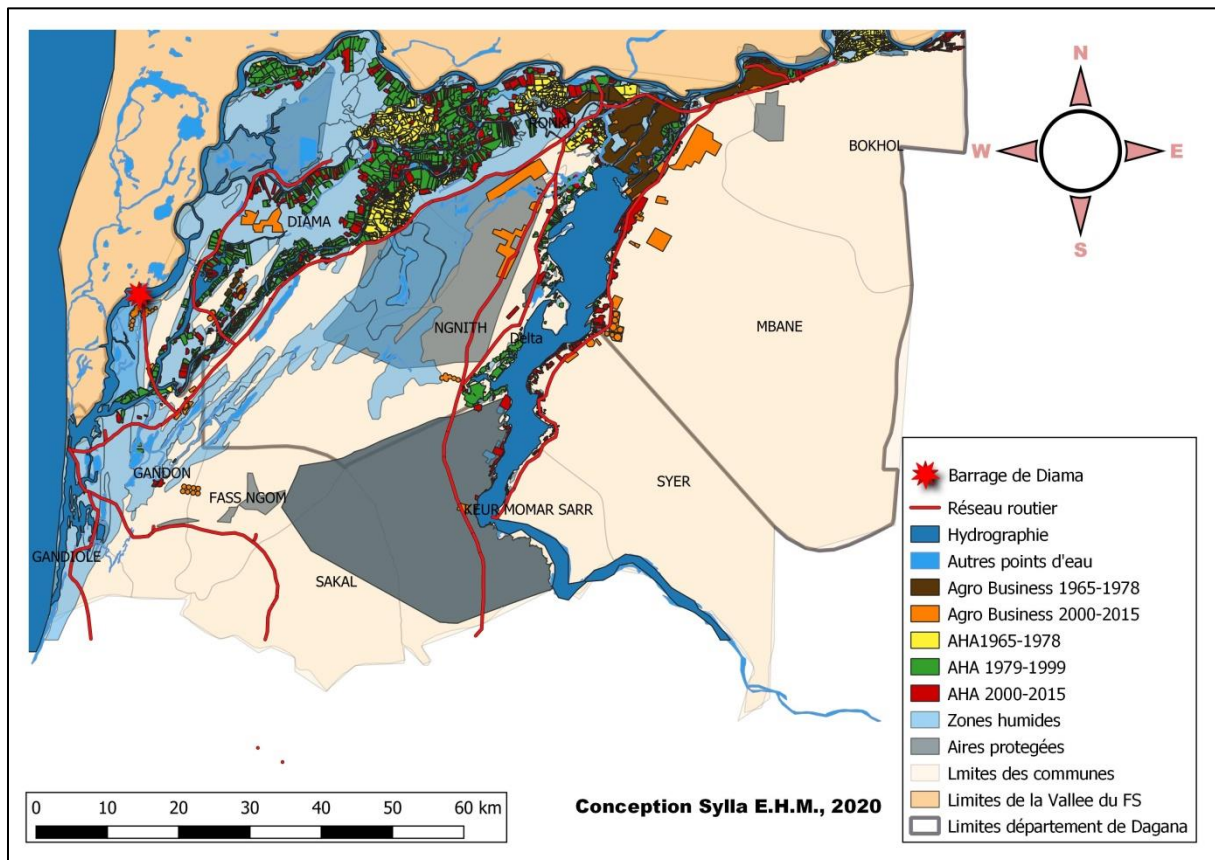 N
W
E
S
RONKH
BOKHOL
DIAMA
MBANE
NGNITH
Delta
GANDON
FASS NGOM
SYER
KEUR MOMAR SARR
GANDIOLE
SAKAL
Barrage de Diama
Réseau routier
Hydrographie
Autres points d'eau
Agro Business 1965-1978
Agro Business 2000-2015
AHA1965-1978
AHA 1979-1999
AHA 2000-2015
Zones humides
Aires protegées
Lmites des communes
Limites de la Vallee du FS
Limites département de Dagana
0 10 20 30 40 50 60 km
Conception Sylla E.H.M., 2020